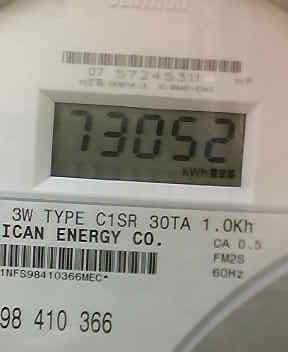 07 5724531
73052
kWh
3W TYPE C1SR 30TA 1.0Kh
ICAN ENERGY CO.
CA 0.5
FM2S
60Hz
1NFS98410366MEC*
98 410 366